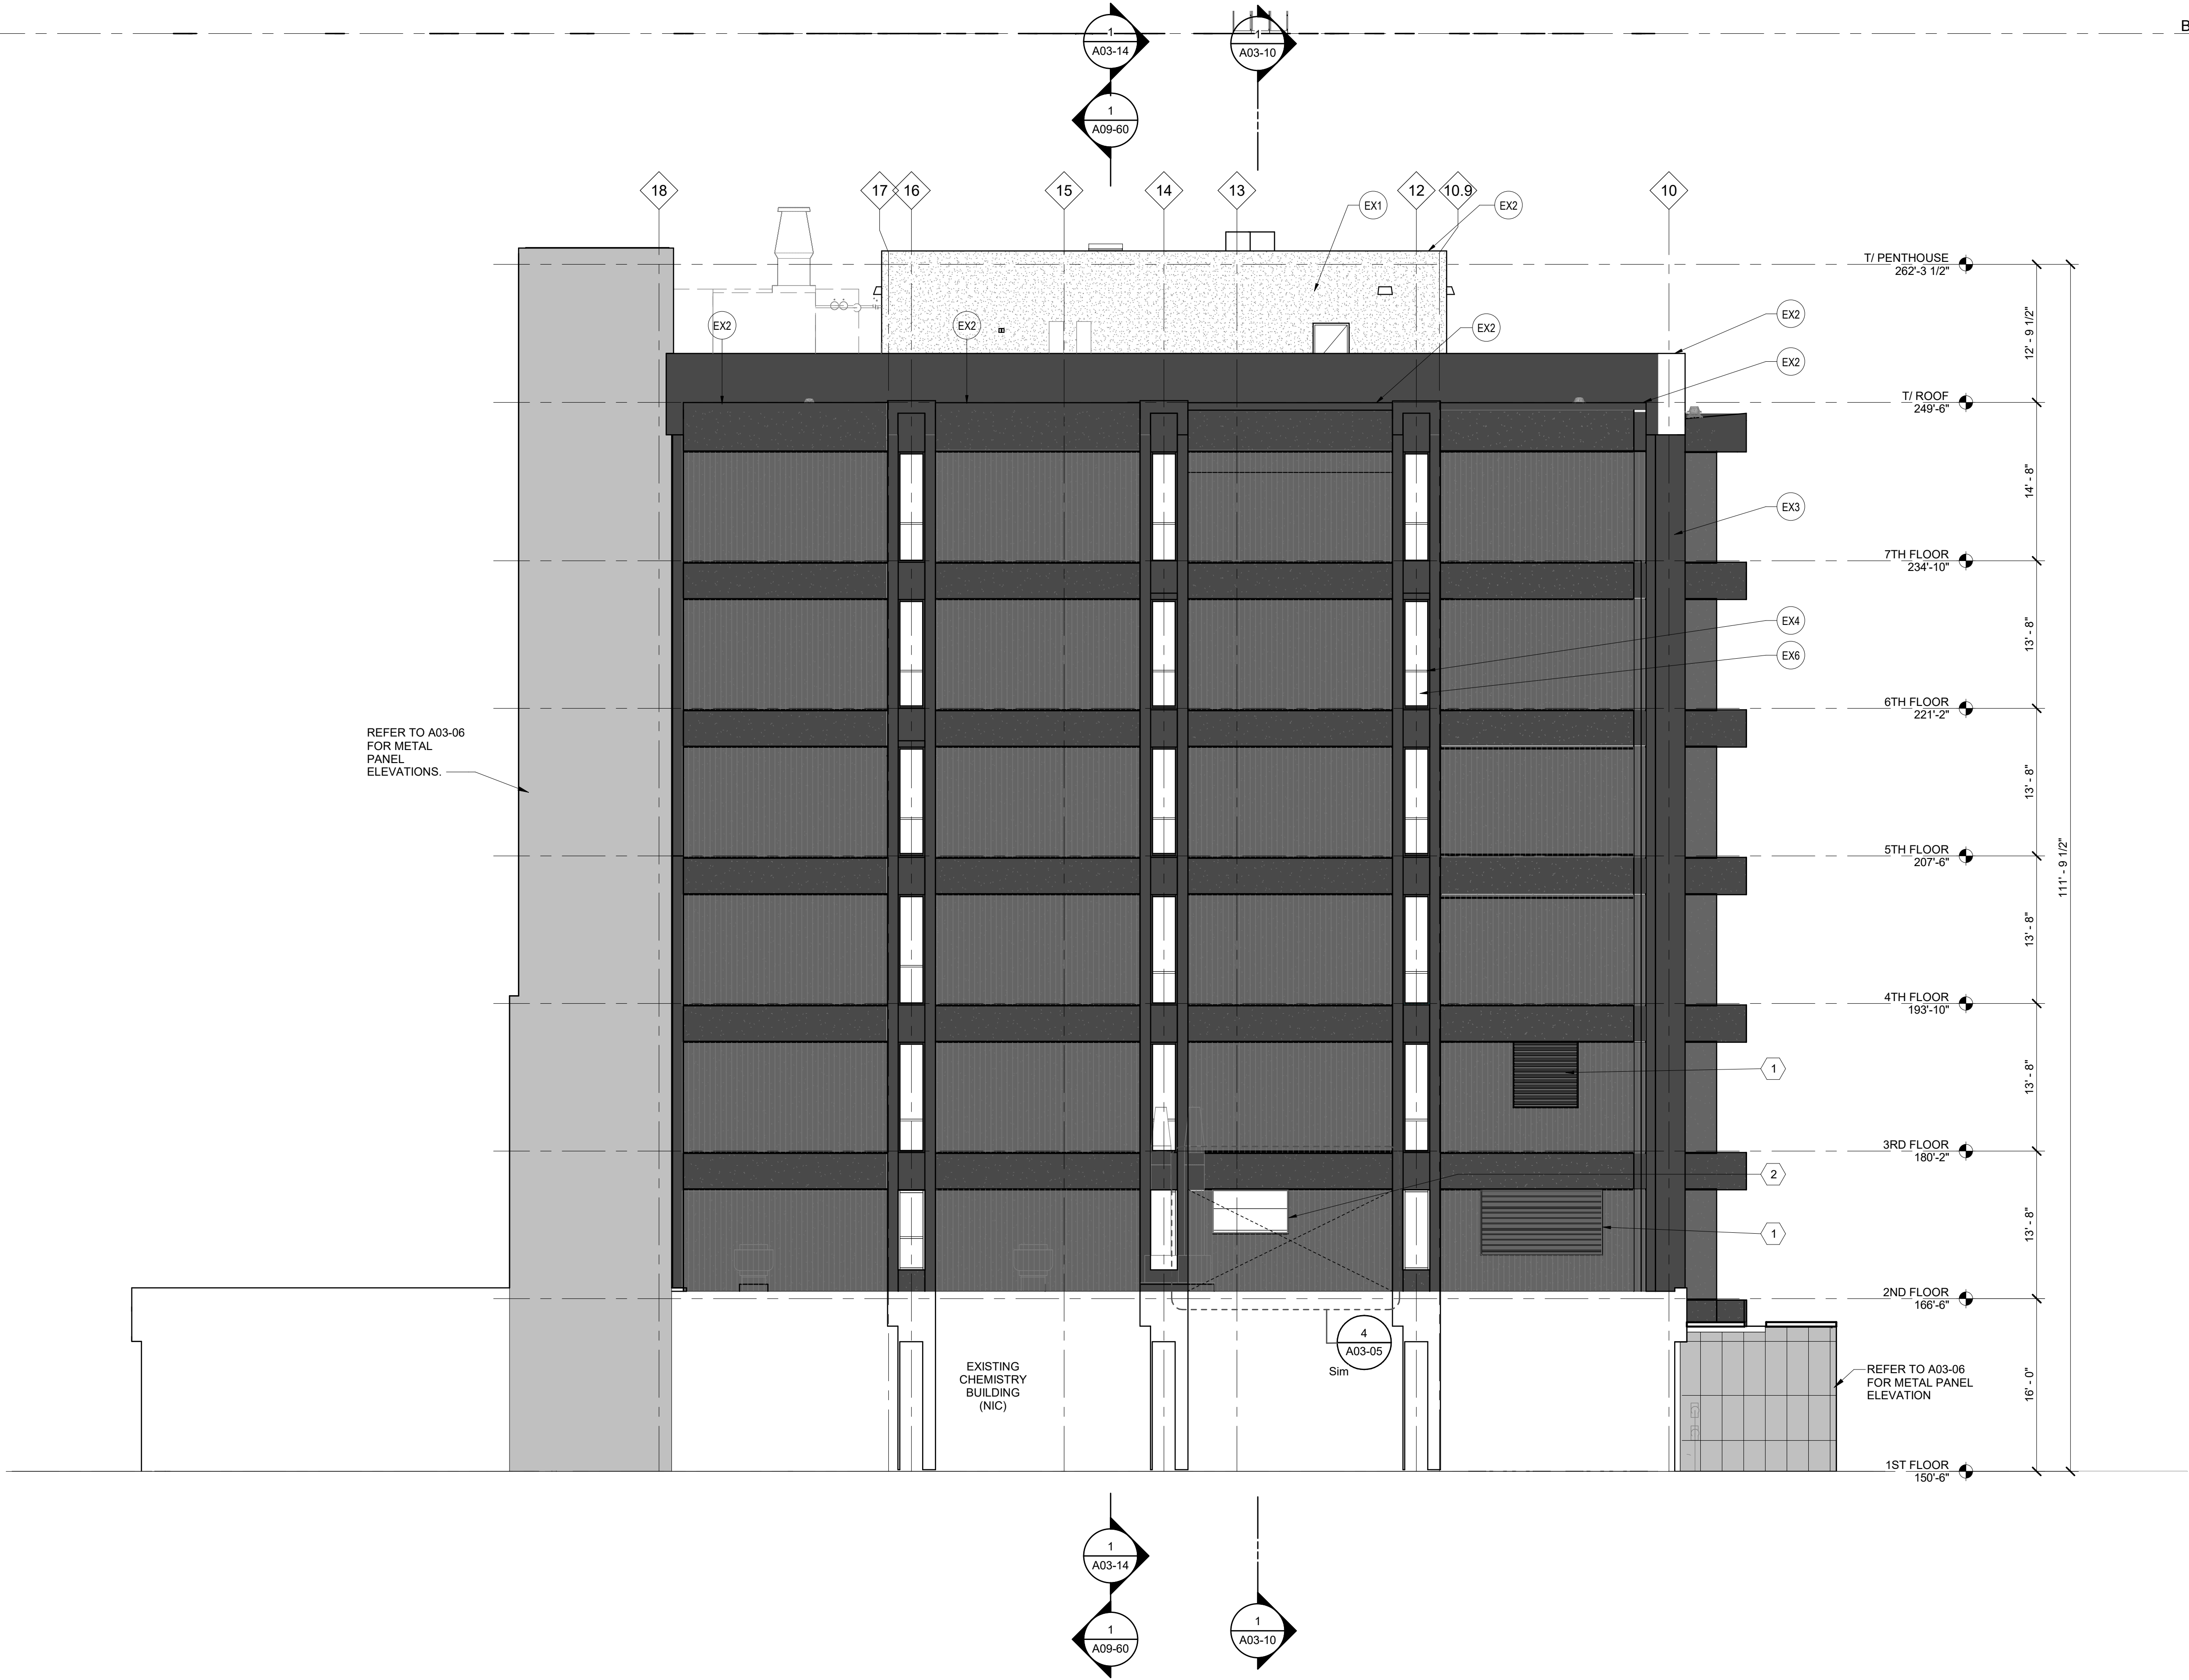 B
1
A03-14
1
A03-10
1
A09-60
18
17
16
15
14
13
12
10.9
10
EX1
EX2
T/ PENTHOUSE
262'-3 1/2"
EX2
EX2
EX2
EX2
EX2
12' - 9 1/2"
T/ ROOF
249'-6"
14' - 8"
EX3
7TH FLOOR
234'-10"
13' - 8"
EX4
EX6
6TH FLOOR
221'-2"
REFER TO A03-06
FOR METAL
PANEL
ELEVATIONS.
13' - 8"
5TH FLOOR
207'-6"
111' - 9 1/2"
13' - 8"
4TH FLOOR
193'-10"
1
13' - 8"
3RD FLOOR
180'-2"
2
1
13' - 8"
2ND FLOOR
166'-6"
4
A03-05
Sim
EXISTING
CHEMISTRY
BUILDING
(NIC)
REFER TO A03-06
FOR METAL PANEL
ELEVATION
16' - 0"
1ST FLOOR
150'-6"
1
A03-14
1
A09-60
1
A03-10